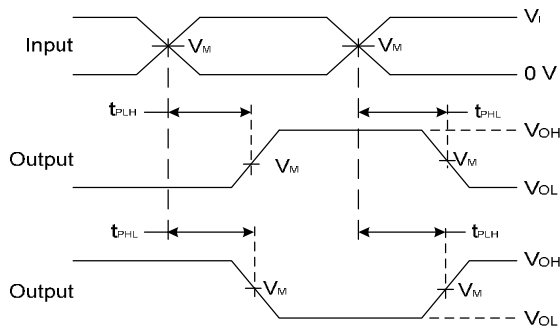 Input
VM
VM
VI
0 V
tPLH
tPHL
Output
VM
VM
VOH
VOL
tPHL
tPLH
Output
VM
VM
VOH
VOL